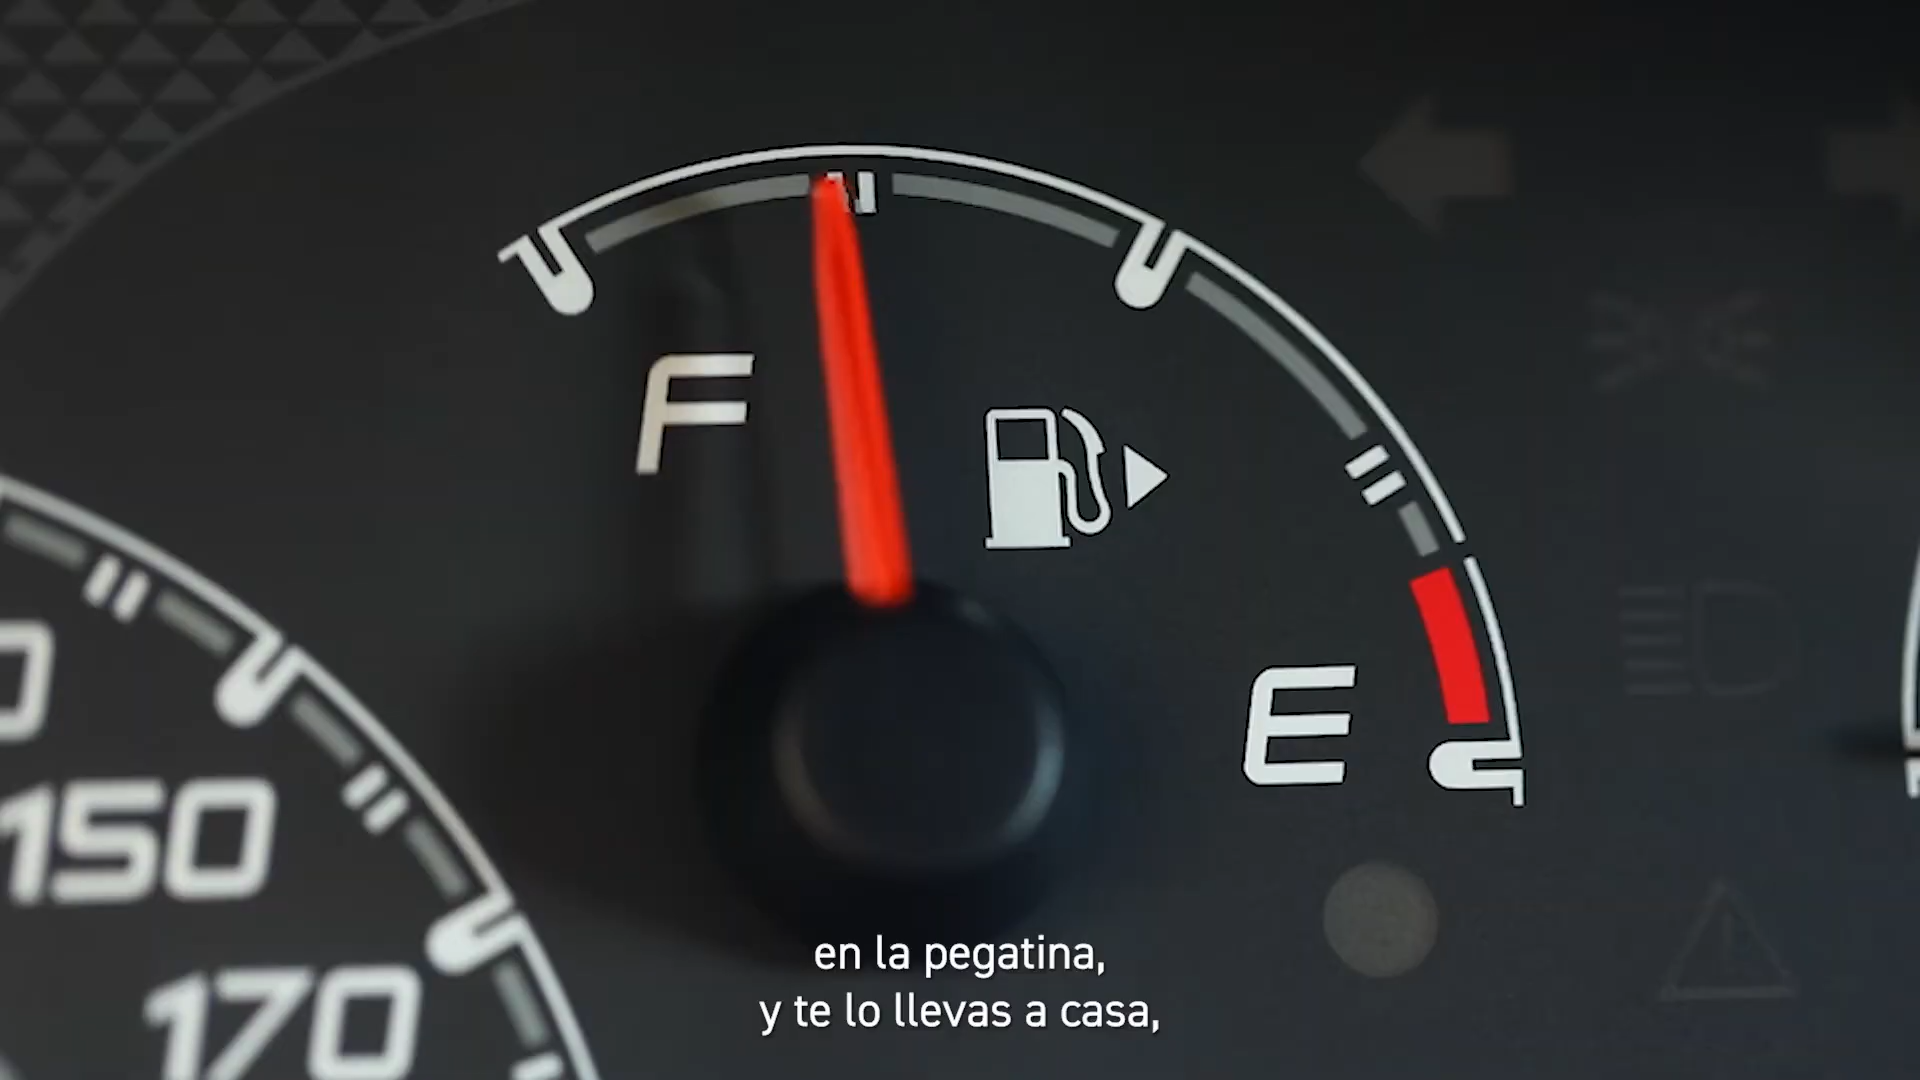 F
E
150
170
en la pegatina,
y te lo llevas a casa,